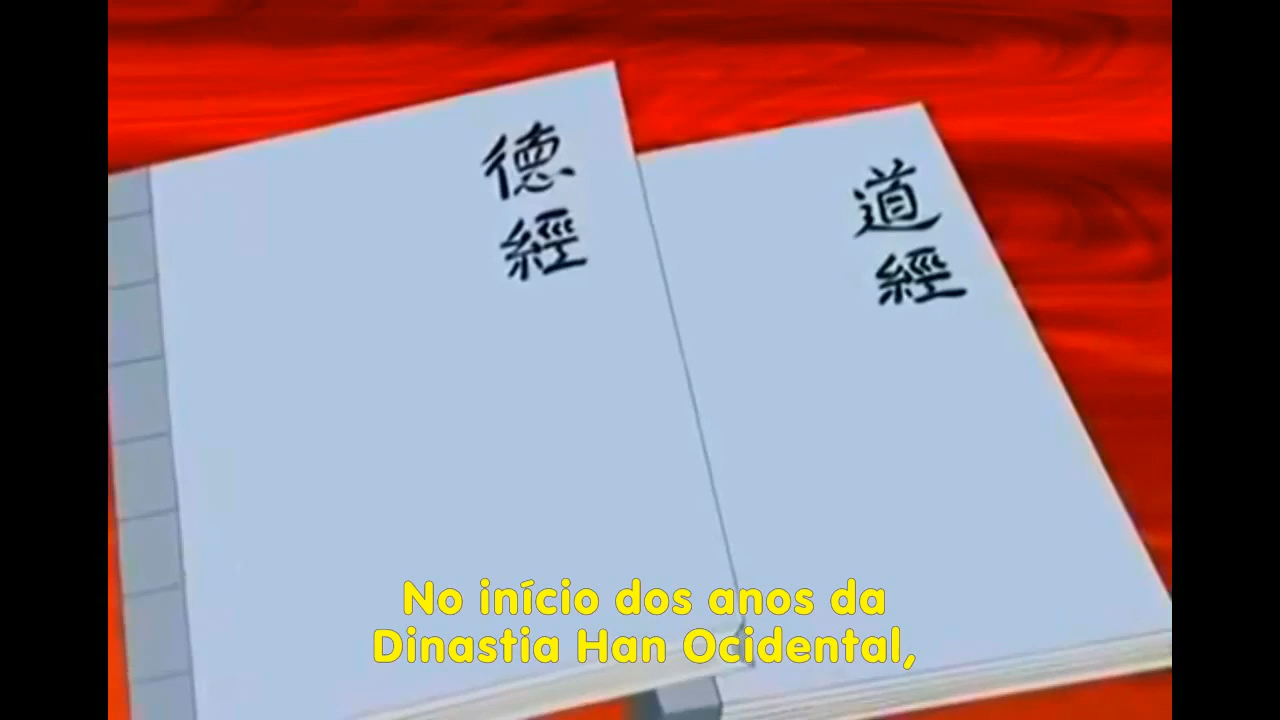 德經
道經
No início dos anos da
Dinastia Han Ocidental,